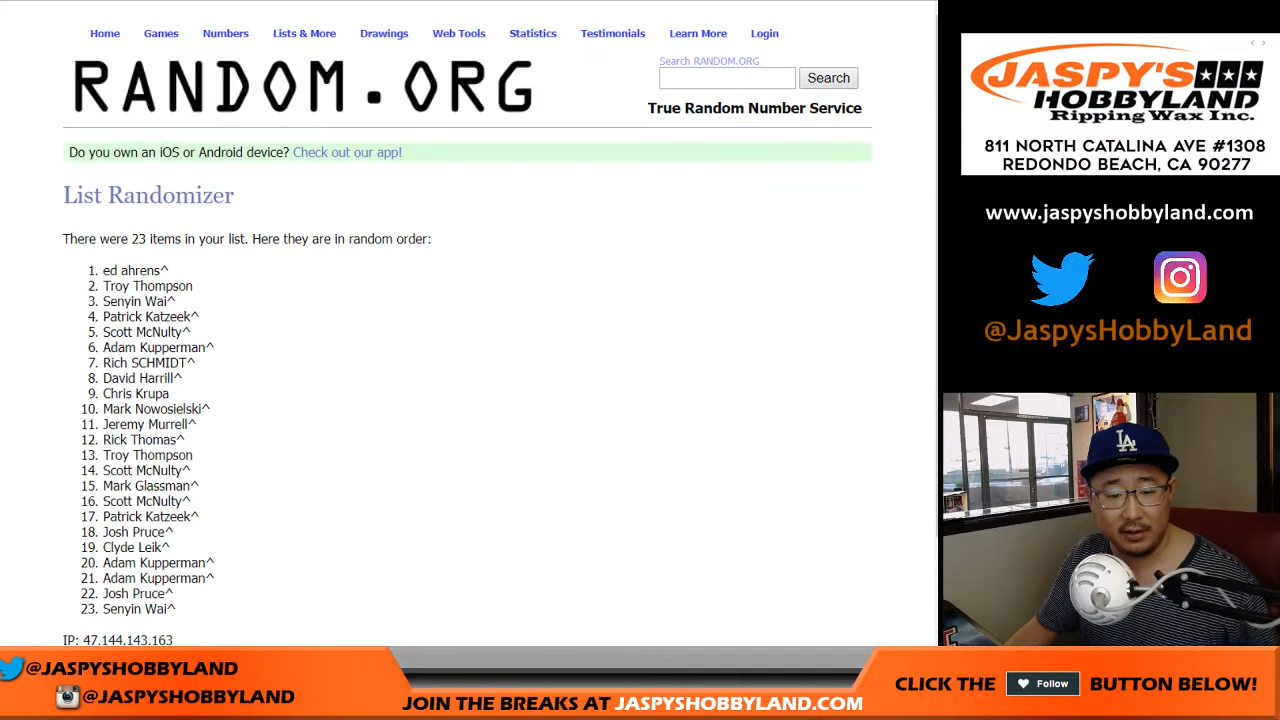 Home Games Numbers Lists & More Drawings Web Tools Statistics Testimonials Learn More Login
RANDOM.ORG
Search RANDOM.ORG
Search
True Random Number Service
Do you own an iOS or Android device? Check out our app!
List Randomizer
There were 23 items in your list. Here they are in random order:
1. ed ahrens^
2. Troy Thompson
3. Senyin Wai^
4. Patrick Katzeek^
5. Scott McNulty^
6. Adam Kupperman^
7. Rich SCHMIDT^
8. David Harrill^
9. Chris Krupa
10. Mark Nowosielski^
11. Jeremy Murrell^
12. Rick Thomas^
13. Troy Thompson
14. Scott McNulty^
15. Mark Glassman^
16. Scott McNulty^
17. Patrick Katzeek^
18. Josh Pruce^
19. Clyde Leik^
20. Adam Kupperman^
21. Adam Kupperman^
22. Josh Pruce^
23. Senyin Wai^
IP: 47.144.143.163
JASPY'S
HOBBYLAND
Ripping Wax Inc.
811 NORTH CATALINA AVE #1308
REDONDO BEACH, CA 90277
www.jaspyshobbyland.com
@JaspysHobbyLand
LA
@JASPYSHOBBYLAND
@JASPYSHOBBYLAND
JOIN THE BREAKS AT JASPYSHOBBYLAND.COM
CLICK THE Follow BUTTON BELOW!